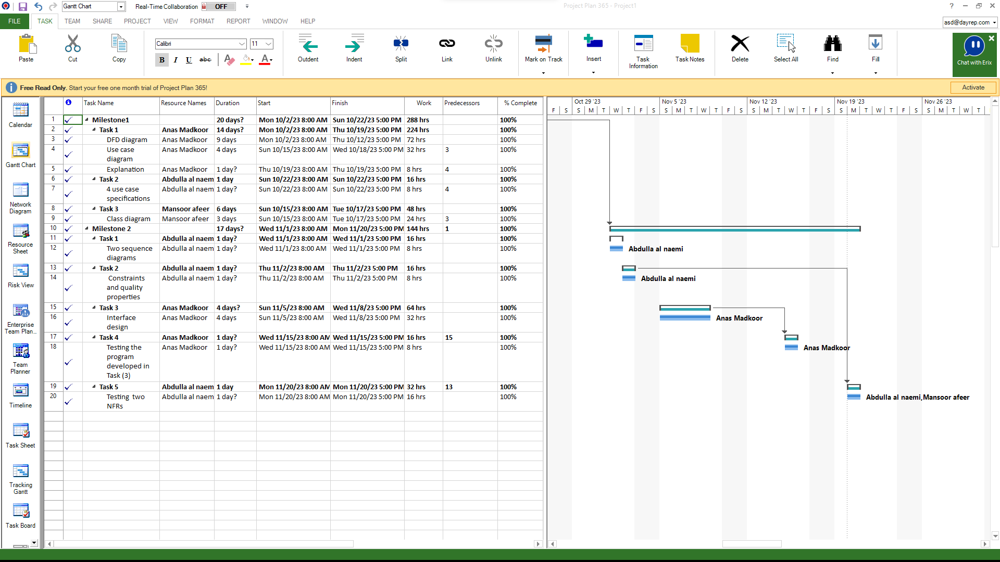 Gantt Chart
Real-Time Collaboration OFF
Project Plan 365 - Project1
FILE TASK TEAM SHARE PROJECT VIEW FORMAT REPORT WINDOW HELP
asd@dayrep.com
Calibri 11
B I U abc A A
Paste Cut Copy Outdent Indent Split Link Unlink Mark on Track Insert Task Information Task Notes Delete Select All Find Fill Chat with Erix
Free Read Only. Start your free one month trial of Project Plan 365!
Activate
Calendar
Gantt Chart
Network Diagram
Resource Sheet
Risk View
Enterprise Team Plan...
Team Planner
Timeline
Task Sheet
Tracking Gantt
Task Board
Task Name Resource Names Duration Start Finish Work Predecessors % Complete
1 Milestone1 20 days? Mon 10/2/23 8:00 AM Sun 10/22/23 5:00 PM 288 hrs 100%
2 Task 1 Anas Madkoor 14 days? Mon 10/2/23 8:00 AM Thu 10/19/23 5:00 PM 224 hrs 100%
3 DFD diagram Anas Madkoor 9 days Mon 10/2/23 8:00 AM Thu 10/12/23 5:00 PM 72 hrs 100%
4 Use case diagram Anas Madkoor 4 days Sun 10/15/23 8:00 AM Wed 10/18/23 5:00 PM 32 hrs 3 100%
5 Explanation Anas Madkoor 1 day? Thu 10/19/23 8:00 AM Thu 10/19/23 5:00 PM 8 hrs 4 100%
6 Task 2 Abdulla al naem 1 day Sun 10/22/23 8:00 AM Sun 10/22/23 5:00 PM 16 hrs 100%
7 4 use case specifications Abdulla al naem 1 day? Sun 10/22/23 8:00 AM Sun 10/22/23 5:00 PM 8 hrs 4 100%
8 Task 3 Mansoor afeer 6 days Sun 10/15/23 8:00 AM Tue 10/17/23 5:00 PM 48 hrs 100%
9 Class diagram Mansoor afeer 3 days Sun 10/15/23 8:00 AM Tue 10/17/23 5:00 PM 24 hrs 3 100%
10 Milestone 2 17 days? Wed 11/1/23 8:00 AM Mon 11/20/23 5:00 PM 144 hrs 1 100%
11 Task 1 Abdulla al naem 1 day? Wed 11/1/23 8:00 AM Wed 11/1/23 5:00 PM 16 hrs 100%
12 Two sequence diagrams Abdulla al naem 1 day? Wed 11/1/23 8:00 AM Wed 11/1/23 5:00 PM 8 hrs 100%
13 Task 2 Abdulla al naem 1 day? Thu 11/2/23 8:00 AM Thu 11/2/23 5:00 PM 16 hrs 100%
14 Constraints and quality properties Abdulla al naem 1 day? Thu 11/2/23 8:00 AM Thu 11/2/23 5:00 PM 8 hrs 100%
15 Task 3 Anas Madkoor 4 days? Sun 11/5/23 8:00 AM Wed 11/8/23 5:00 PM 64 hrs 100%
16 Interface design Anas Madkoor 4 days Sun 11/5/23 8:00 AM Wed 11/8/23 5:00 PM 32 hrs 100%
17 Task 4 Anas Madkoor 1 day? Wed 11/15/23 8:00 AM Wed 11/15/23 5:00 PM 16 hrs 15 100%
18 Testing the program developed in Task (3) Anas Madkoor 1 day? Wed 11/15/23 8:00 AM Wed 11/15/23 5:00 PM 8 hrs 100%
19 Task 5 Abdulla al naem 1 day Mon 11/20/23 8:00 AM Mon 11/20/23 5:00 PM 32 hrs 13 100%
20 Testing two NFRs Abdulla al naem 1 day? Mon 11/20/23 8:00 AM Mon 11/20/23 5:00 PM 16 hrs 100%
Oct 29 '23 Nov 5 '23 Nov 12 '23 Nov 19 '23 Nov 26 '23
F S S M T W T F S S M T W T F S S M T W T F S S M T W T F S S M T W T
Abdulla al naemi
Abdulla al naemi
Anas Madkoor
Anas Madkoor
Abdulla al naemi,Mansoor afeer